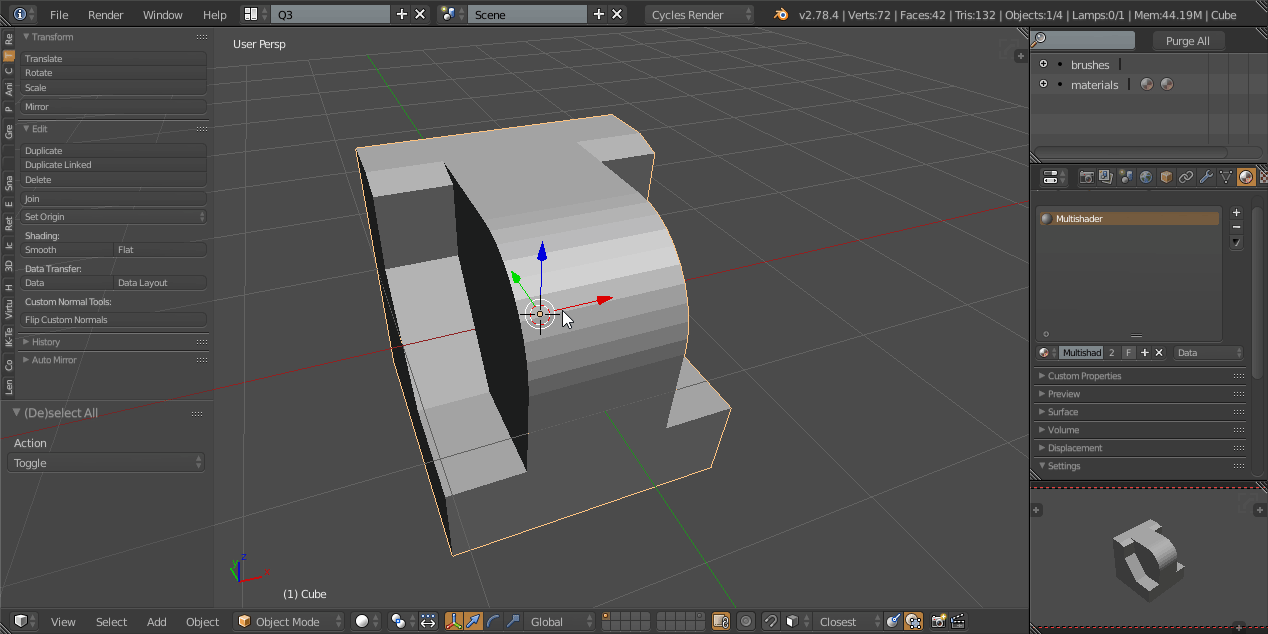 File Render Window Help Q3 Scene Cycles Render v2.78.4 | Verts:72 | Faces:42 | Tris:132 | Objects:1/4 | Lamps:0/1 | Mem:44.19M | Cube
Re
T
C
Ani
P
Gre
Sna
E
Ret
Ic
3D
H
Virtu
IK-Te
Co
Len
Transform
Translate
Rotate
Scale
Mirror
Edit
Duplicate
Duplicate Linked
Delete
Join
Set Origin
Shading:
Smooth Flat
Data Transfer:
Data Data Layout
Custom Normal Tools:
Flip Custom Normals
History
Auto Mirror
(De)select All
Action
Toggle
User Persp
z
y
x
(1) Cube
View Select Add Object Object Mode Global Closest
Purge All
brushes
materials
Multishader
Multishad 2 F Data
Custom Properties
Preview
Surface
Volume
Displacement
Settings